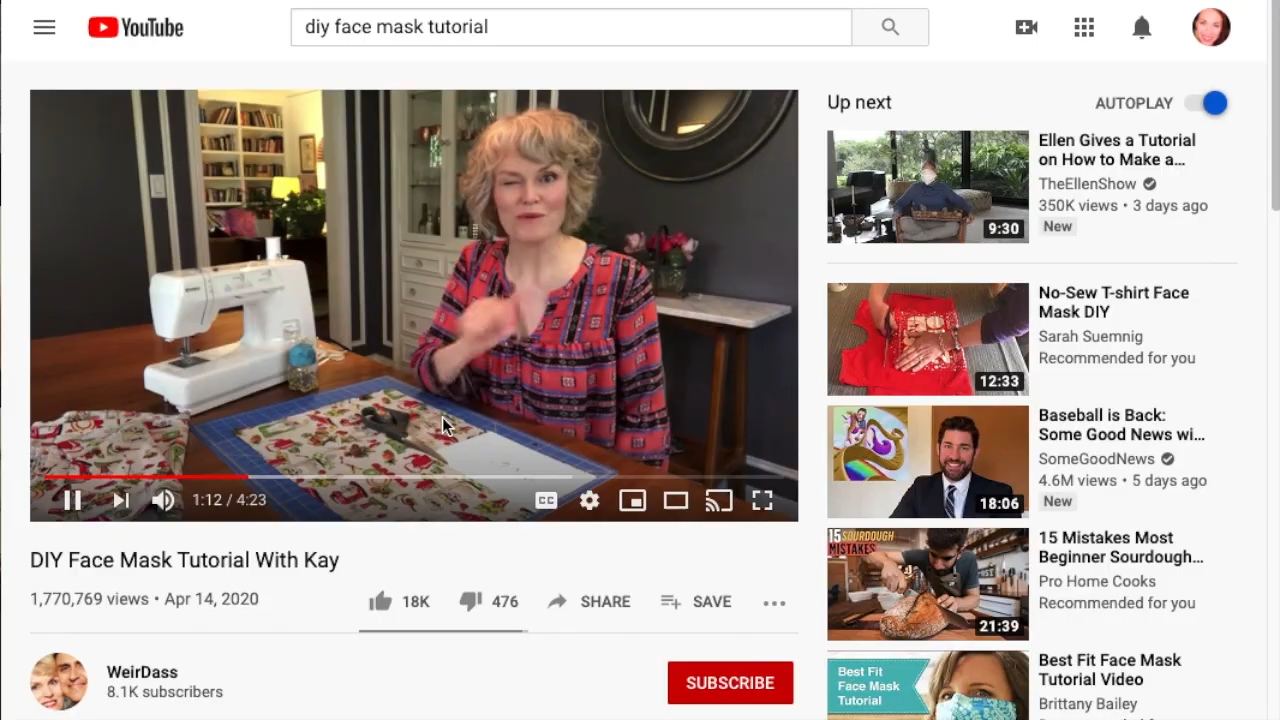 YouTube
diy face mask tutorial
1:12 / 4:23
CC
DIY Face Mask Tutorial With Kay
1,770,769 views • Apr 14, 2020
18K
476
SHARE
SAVE
WeirDass
8.1K subscribers
SUBSCRIBE
Up next
AUTOPLAY
9:30
Ellen Gives a Tutorial
on How to Make a...
TheEllenShow
350K views • 3 days ago
New
12:33
No-Sew T-shirt Face
Mask DIY
Sarah Suemnig
Recommended for you
18:06
Baseball is Back:
Some Good News wi...
SomeGoodNews
4.6M views • 5 days ago
New
15 SOURDOUGH
MISTAKES
21:39
15 Mistakes Most
Beginner Sourdough...
Pro Home Cooks
Recommended for you
Best Fit
Face Mask
Tutorial
Best Fit Face Mask
Tutorial Video
Brittany Bailey